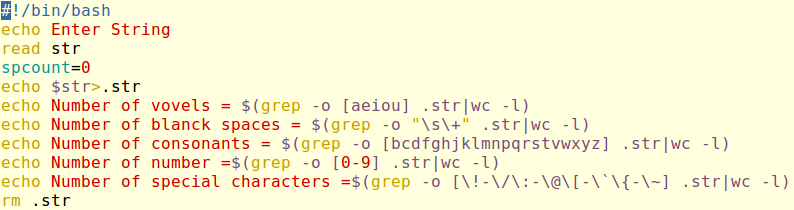 #!/bin/bash
echo Enter String
read str
spcount=0
echo $str>.str
echo Number of vovels = $(grep -o [aeiou] .str|wc -l)
echo Number of blanck spaces = $(grep -o "\s\+" .str|wc -l)
echo Number of consonants = $(grep -o [bcdfghjklmnpqrstvwxyz] .str|wc -l)
echo Number of number =$(grep -o [0-9] .str|wc -l)
echo Number of special characters =$(grep -o [\!-\/\:-\@\[-\`\{-\~] .str|wc -l)
rm .str